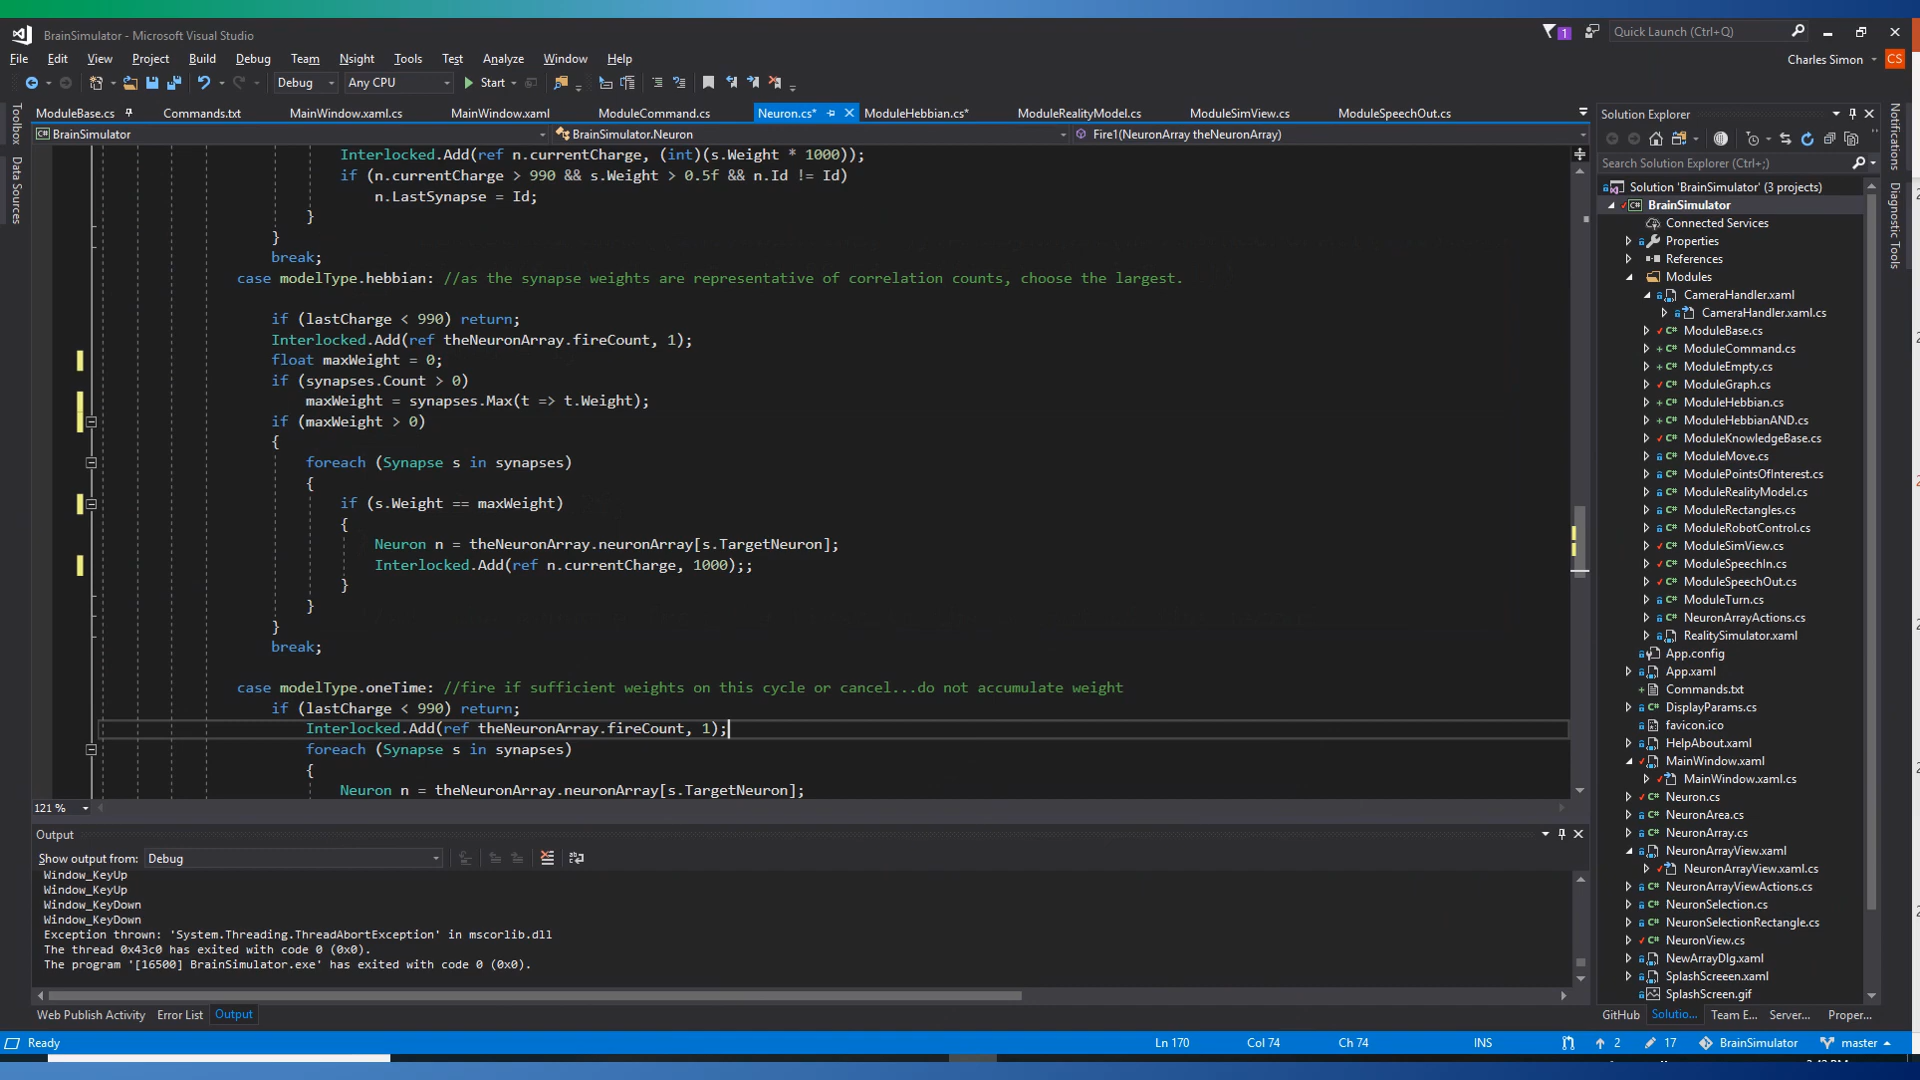 BrainSimulator - Microsoft Visual Studio
1
Quick Launch (Ctrl+Q)
File Edit View Project Build Debug Team Nsight Tools Test Analyze Window Help
Charles Simon CS
Debug Any CPU Start
Toolbox
Data Sources
ModuleBase.cs Commands.txt MainWindow.xaml.cs MainWindow.xaml ModuleCommand.cs Neuron.cs* ModuleHebbian.cs* ModuleRealityModel.cs ModuleSimView.cs ModuleSpeechOut.cs
BrainSimulator BrainSimulator.Neuron Fire1(NeuronArray theNeuronArray)
Interlocked.Add(ref n.currentCharge, (int)(s.Weight * 1000));
if (n.currentCharge > 990 && s.Weight > 0.5f && n.Id != Id)
n.LastSynapse = Id;
}
}
break;
case modelType.hebbian: //as the synapse weights are representative of correlation counts, choose the largest.
if (lastCharge < 990) return;
Interlocked.Add(ref theNeuronArray.fireCount, 1);
float maxWeight = 0;
if (synapses.Count > 0)
maxWeight = synapses.Max(t => t.Weight);
if (maxWeight > 0)
{
foreach (Synapse s in synapses)
{
if (s.Weight == maxWeight)
{
Neuron n = theNeuronArray.neuronArray[s.TargetNeuron];
Interlocked.Add(ref n.currentCharge, 1000);;
}
}
}
break;
case modelType.oneTime: //fire if sufficient weights on this cycle or cancel...do not accumulate weight
if (lastCharge < 990) return;
Interlocked.Add(ref theNeuronArray.fireCount, 1);
foreach (Synapse s in synapses)
{
Neuron n = theNeuronArray.neuronArray[s.TargetNeuron];
121 %
Output
Show output from: Debug
Window_KeyUp
Window_KeyUp
Window_KeyDown
Window_KeyDown
Exception thrown: 'System.Threading.ThreadAbortException' in mscorlib.dll
The thread 0x43c0 has exited with code 0 (0x0).
The program '[16500] BrainSimulator.exe' has exited with code 0 (0x0).
Web Publish Activity Error List Output
Solution Explorer
Search Solution Explorer (Ctrl+;)
Solution 'BrainSimulator' (3 projects)
BrainSimulator
Connected Services
Properties
References
Modules
CameraHandler.xaml
CameraHandler.xaml.cs
ModuleBase.cs
ModuleCommand.cs
ModuleEmpty.cs
ModuleGraph.cs
ModuleHebbian.cs
ModuleHebbianAND.cs
ModuleKnowledgeBase.cs
ModuleMove.cs
ModulePointsOfInterest.cs
ModuleRealityModel.cs
ModuleRectangles.cs
ModuleRobotControl.cs
ModuleSimView.cs
ModuleSpeechIn.cs
ModuleSpeechOut.cs
ModuleTurn.cs
NeuronArrayActions.cs
RealitySimulator.xaml
App.config
App.xaml
Commands.txt
DisplayParams.cs
favicon.ico
HelpAbout.xaml
MainWindow.xaml
MainWindow.xaml.cs
Neuron.cs
NeuronArea.cs
NeuronArray.cs
NeuronArrayView.xaml
NeuronArrayView.xaml.cs
NeuronArrayViewActions.cs
NeuronSelection.cs
NeuronSelectionRectangle.cs
NeuronView.cs
NewArrayDlg.xaml
SplashScreeen.xaml
SplashScreen.gif
GitHub Solutio... Team E... Server... Proper...
Notifications
Diagnostic Tools
Ready Ln 170 Col 74 Ch 74 INS 2 17 BrainSimulator master